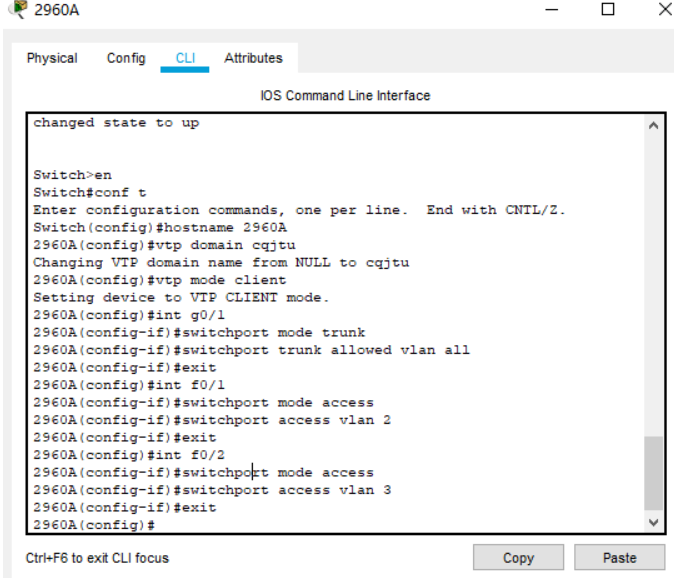 2960A
Physical Config CLI Attributes
IOS Command Line Interface
changed state to up
Switch>en
Switch#conf t
Enter configuration commands, one per line.  End with CNTL/Z.
Switch(config)#hostname 2960A
2960A(config)#vtp domain cqjtu
Changing VTP domain name from NULL to cqjtu
2960A(config)#vtp mode client
Setting device to VTP CLIENT mode.
2960A(config)#int g0/1
2960A(config-if)#switchport mode trunk
2960A(config-if)#switchport trunk allowed vlan all
2960A(config-if)#exit
2960A(config)#int f0/1
2960A(config-if)#switchport mode access
2960A(config-if)#switchport access vlan 2
2960A(config-if)#exit
2960A(config)#int f0/2
2960A(config-if)#switchport mode access
2960A(config-if)#switchport access vlan 3
2960A(config-if)#exit
2960A(config)#
Ctrl+F6 to exit CLI focus
Copy Paste